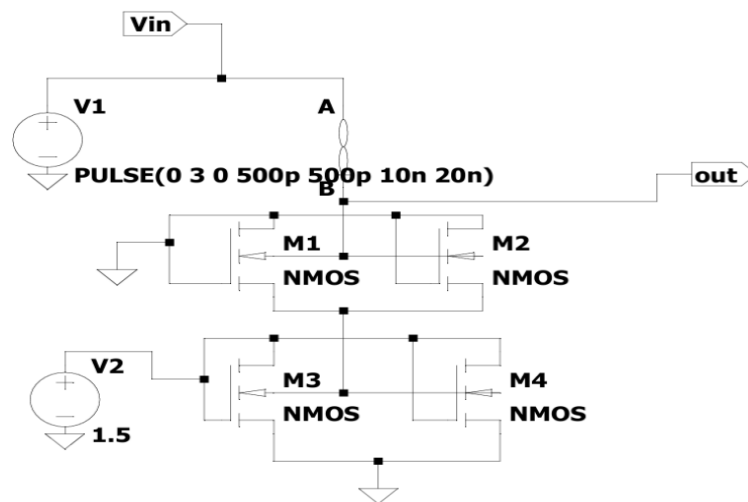 Vin
V1
A
PULSE(0 3 0 500p 500p 10n 20n)
B
out
M1
NMOS
M2
NMOS
V2
1.5
M3
NMOS
M4
NMOS